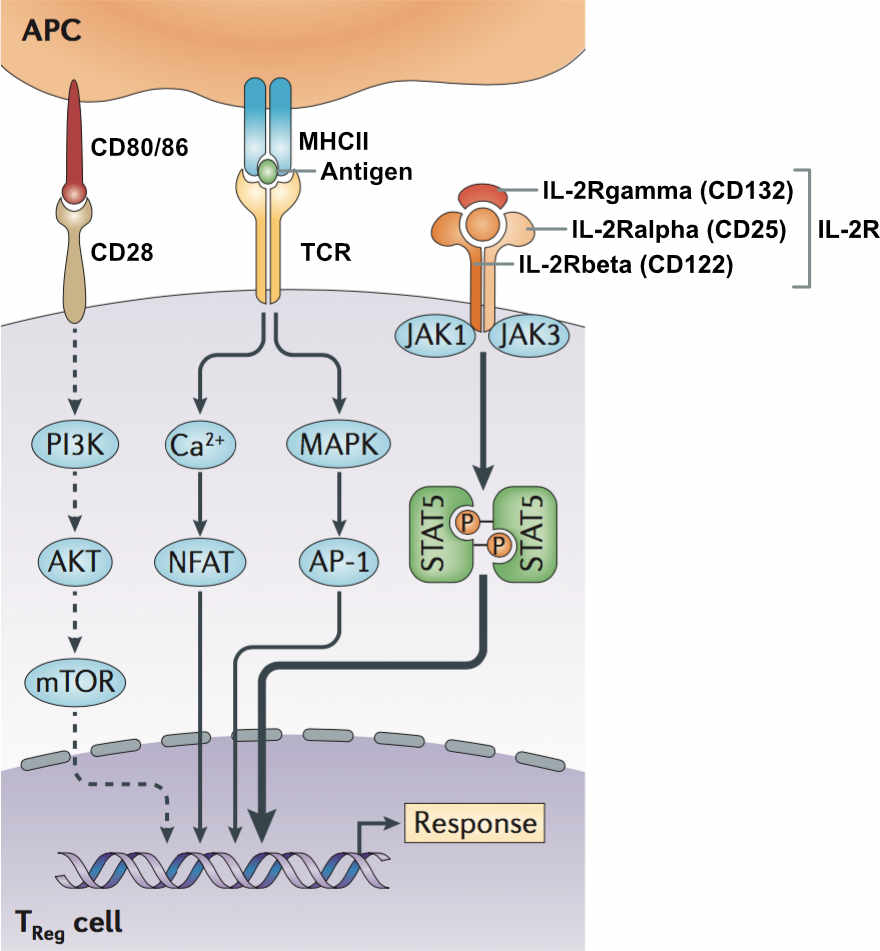 APC
CD80/86
MHCII
Antigen
IL-2Rgamma (CD132)
IL-2Ralpha (CD25)
IL-2R
CD28
TCR
IL-2Rbeta (CD122)
JAK1
JAK3
PI3K
Ca²⁺
MAPK
STAT5
P
P
STAT5
AKT
NFAT
AP-1
mTOR
Response
TReg cell